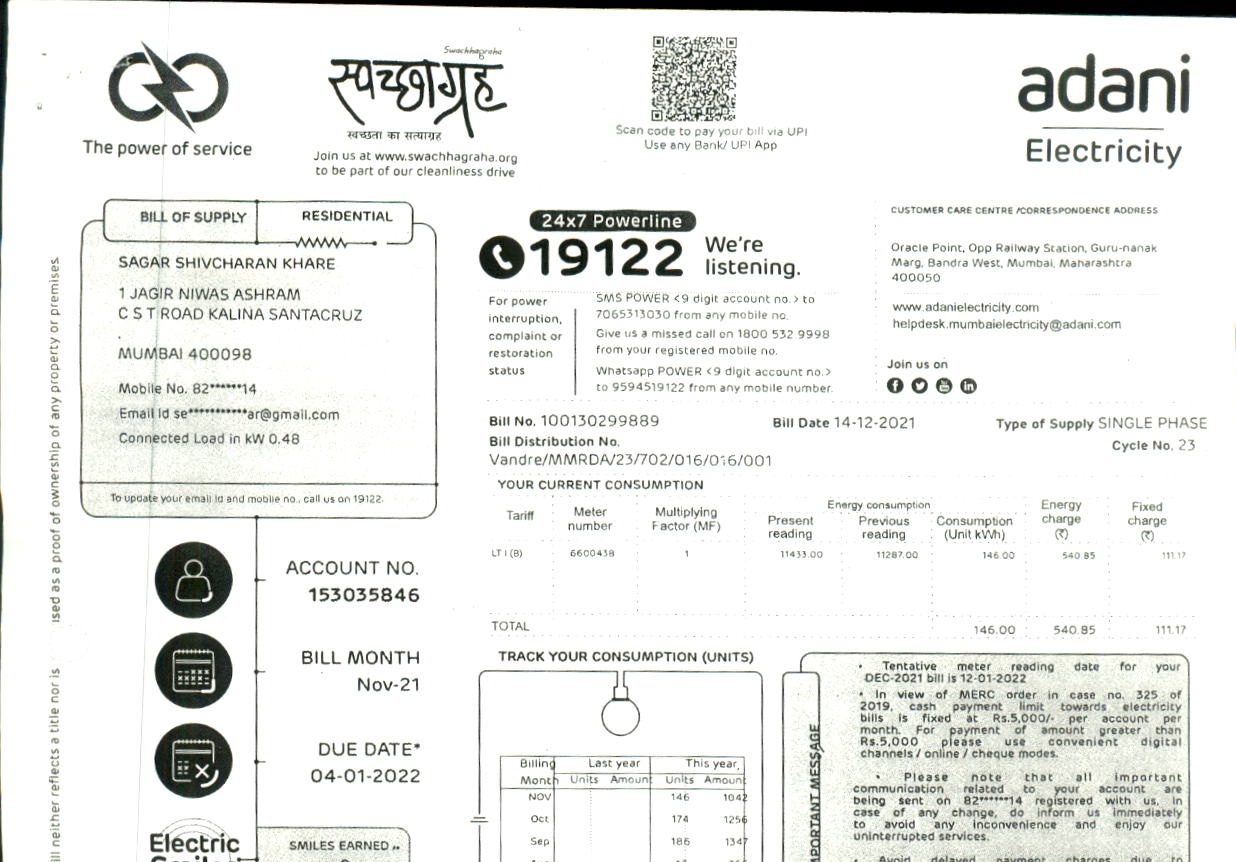 The power of service
Swachhagraha
स्वच्छाग्रह
स्वच्छता का सत्याग्रह
Join us at www.swachhagraha.org
to be part of our cleanliness drive
Scan code to pay your bill via UPI
Use any Bank/ UPI App
adani
Electricity
BILL OF SUPPLY
RESIDENTIAL
SAGAR SHIVCHARAN KHARE
1 JAGIR NIWAS ASHRAM
C S T ROAD KALINA SANTACRUZ
MUMBAI 400098
Mobile No. 82******14
Email Id se***********ar@gmail.com
Connected Load in kW 0.48
To update your email Id and mobile no., call us on 19122.
24x7 Powerline
19122 We're
listening.
For power
interruption,
complaint or
restoration
status
SMS POWER <9 digit account no.> to
7065313030 from any mobile no.
Give us a missed call on 1800 532 9998
from your registered mobile no.
Whatsapp POWER <9 digit account no.>
to 9594519122 from any mobile number.
CUSTOMER CARE CENTRE /CORRESPONDENCE ADDRESS
Oracle Point, Opp Railway Station, Guru-nanak
Marg, Bandra West, Mumbai, Maharashtra
400050
www.adanielectricity.com
helpdesk.mumbaielectricity@adani.com
Join us on
Bill No. 100130299889 Bill Date 14-12-2021 Type of Supply SINGLE PHASE
Bill Distribution No. Cycle No. 23
Vandre/MMRDA/23/702/016/016/001
YOUR CURRENT CONSUMPTION
Tariff
Meter
number
Multiplying
Factor (MF)
Energy consumption
Present
reading
Previous
reading
Consumption
(Unit kWh)
Energy
charge
(₹)
Fixed
charge
(₹)
LT I (B) 6600438 1 11433.00 11287.00 146.00 540.85 111.17
TOTAL 146.00 540.85 111.17
ACCOUNT NO.
153035846
BILL MONTH
Nov-21
DUE DATE*
04-01-2022
Electric
SMILES EARNED
TRACK YOUR CONSUMPTION (UNITS)
Billing Last year This year
Month Units Amount Units Amount
NOV 146 1042
Oct 174 1256
Sep 186 1347
IMPORTANT MESSAGE
• Tentative meter reading date for your
DEC-2021 bill is 12-01-2022
• In view of MERC order in case no. 325 of
2019, cash payment limit towards electricity
bills is fixed at Rs.5,000/- per account per
month. For payment of amount greater than
Rs.5,000 please use convenient digital
channels / online / cheque modes.
• Please note that all important
communication related to your account are
being sent on 82******14 registered with us. In
case of any change, do inform us immediately
to avoid any inconvenience and enjoy our
uninterrupted services.
• Avoid delayed payment charges due to
ill neither reflects a title nor is
ised as a proof of ownership of any property or premises